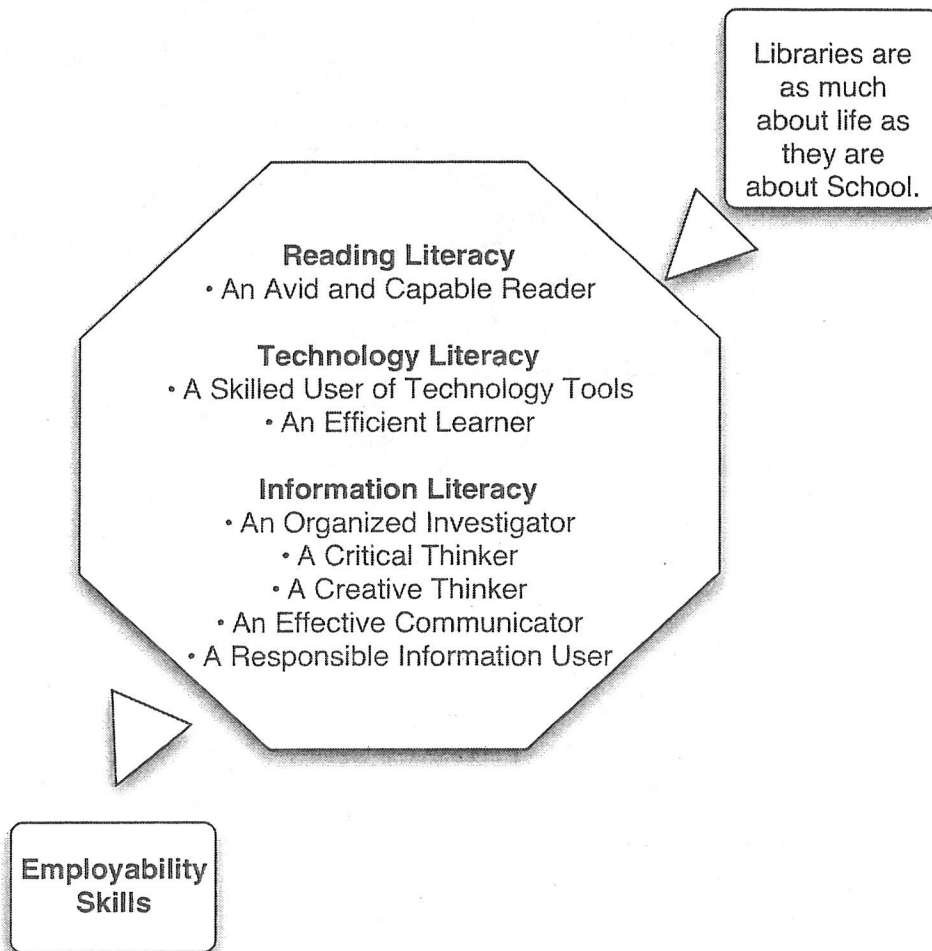 Libraries are
as much
about life as
they are
about School.
Reading Literacy
• An Avid and Capable Reader
Technology Literacy
• A Skilled User of Technology Tools
• An Efficient Learner
Information Literacy
• An Organized Investigator
• A Critical Thinker
• A Creative Thinker
• An Effective Communicator
• A Responsible Information User
Employability
Skills